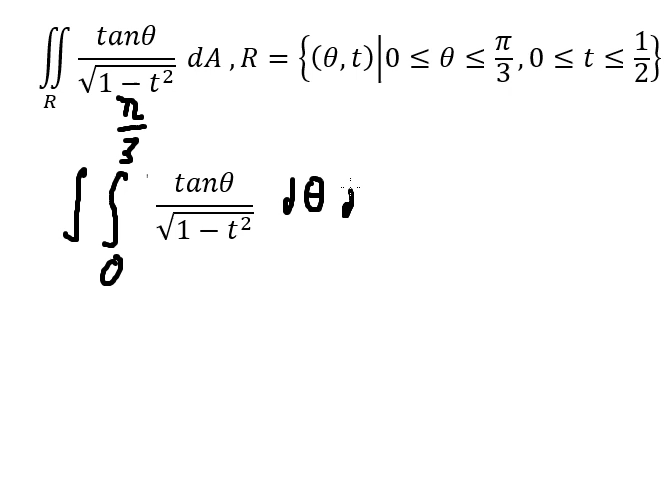 ∬_R tanθ/√(1 − t²) dA , R = {(θ, t)|0 ≤ θ ≤ π/3, 0 ≤ t ≤ 1/2}
∫ ∫_0^{π/3} tanθ/√(1 − t²) dθ d